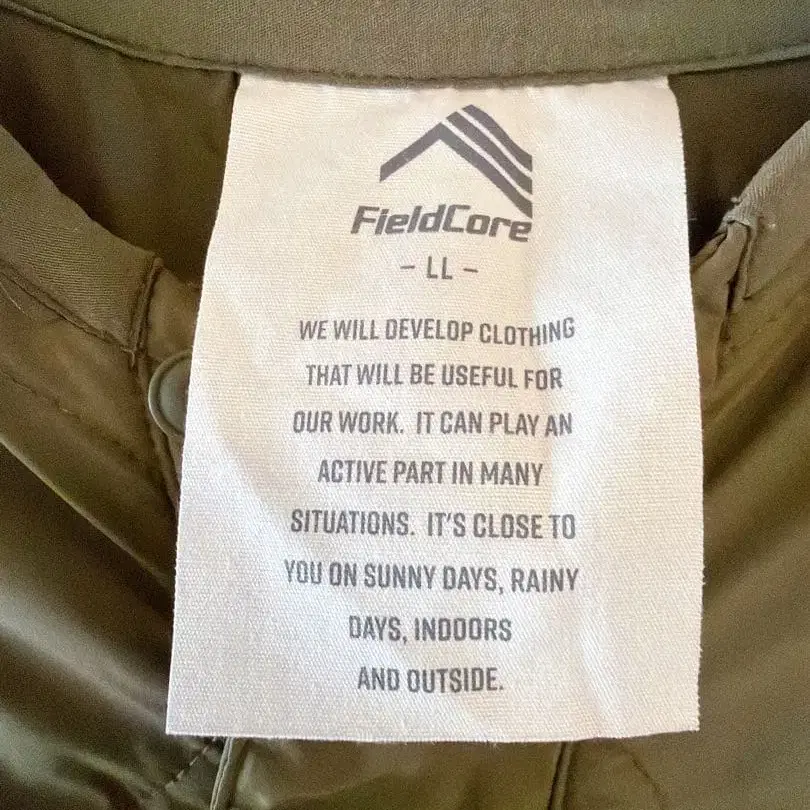 FieldCore
- LL -
WE WILL DEVELOP CLOTHING
THAT WILL BE USEFUL FOR
OUR WORK. IT CAN PLAY AN
ACTIVE PART IN MANY
SITUATIONS. IT'S CLOSE TO
YOU ON SUNNY DAYS, RAINY
DAYS, INDOORS
AND OUTSIDE.